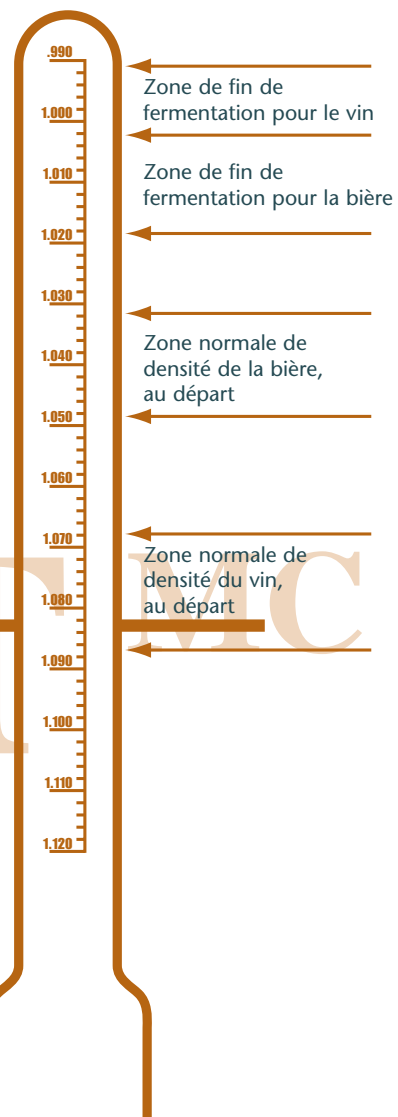 .990
Zone de fin de
fermentation pour le vin
1.000
Zone de fin de
fermentation pour la bière
1.010
1.020
1.030
Zone normale de
densité de la bière,
au départ
1.040
1.050
1.060
1.070
Zone normale de
densité du vin,
au départ
1.080
MC
1.090
1.100
1.110
1.120